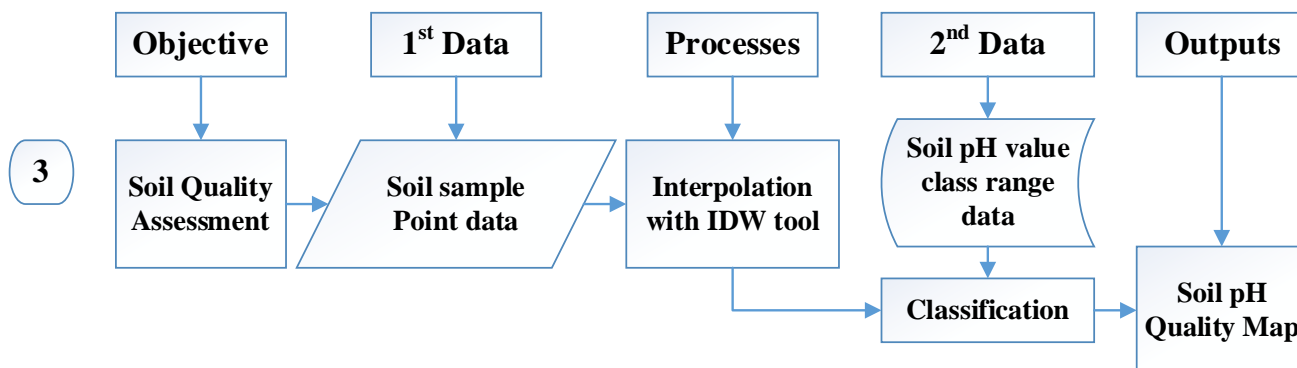 Objective
1st Data
Processes
2nd Data
Outputs
3
Soil Quality
Assessment
Soil sample
Point data
Interpolation
with IDW tool
Soil pH value
class range
data
Classification
Soil pH
Quality Map